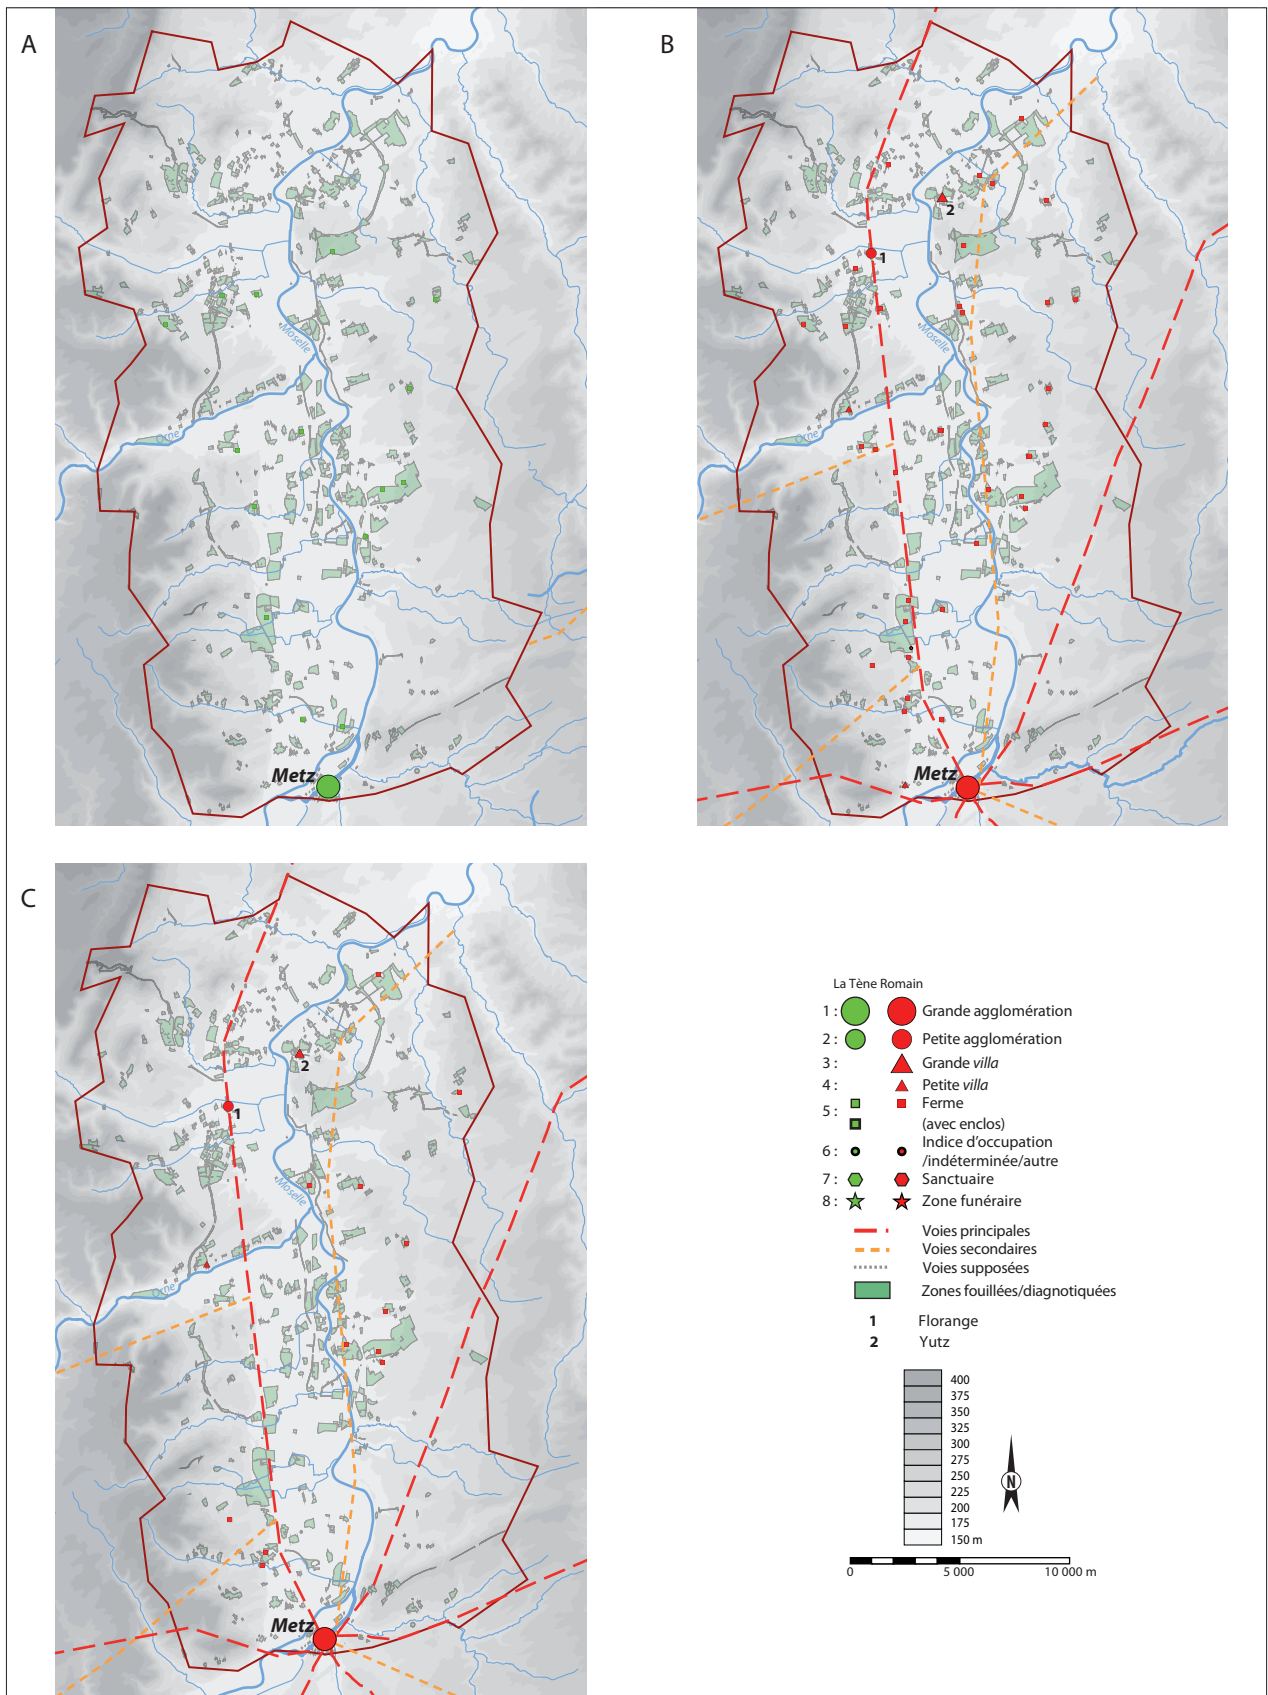 A
Moselle
Orne
Metz
B
2
1
Moselle
Orne
Metz
C
2
1
Moselle
Orne
Metz
La Tène Romain
1 : Grande agglomération
2 : Petite agglomération
3 : Grande villa
4 : Petite villa
5 : Ferme
(avec enclos)
6 : Indice d'occupation
/indéterminée/autre
7 : Sanctuaire
8 : Zone funéraire
Voies principales
Voies secondaires
Voies supposées
Zones fouillées/diagnotiquées
1 Florange
2 Yutz
400
375
350
325
300
275
250
225
200
175
150 m
N
0 5 000 10 000 m